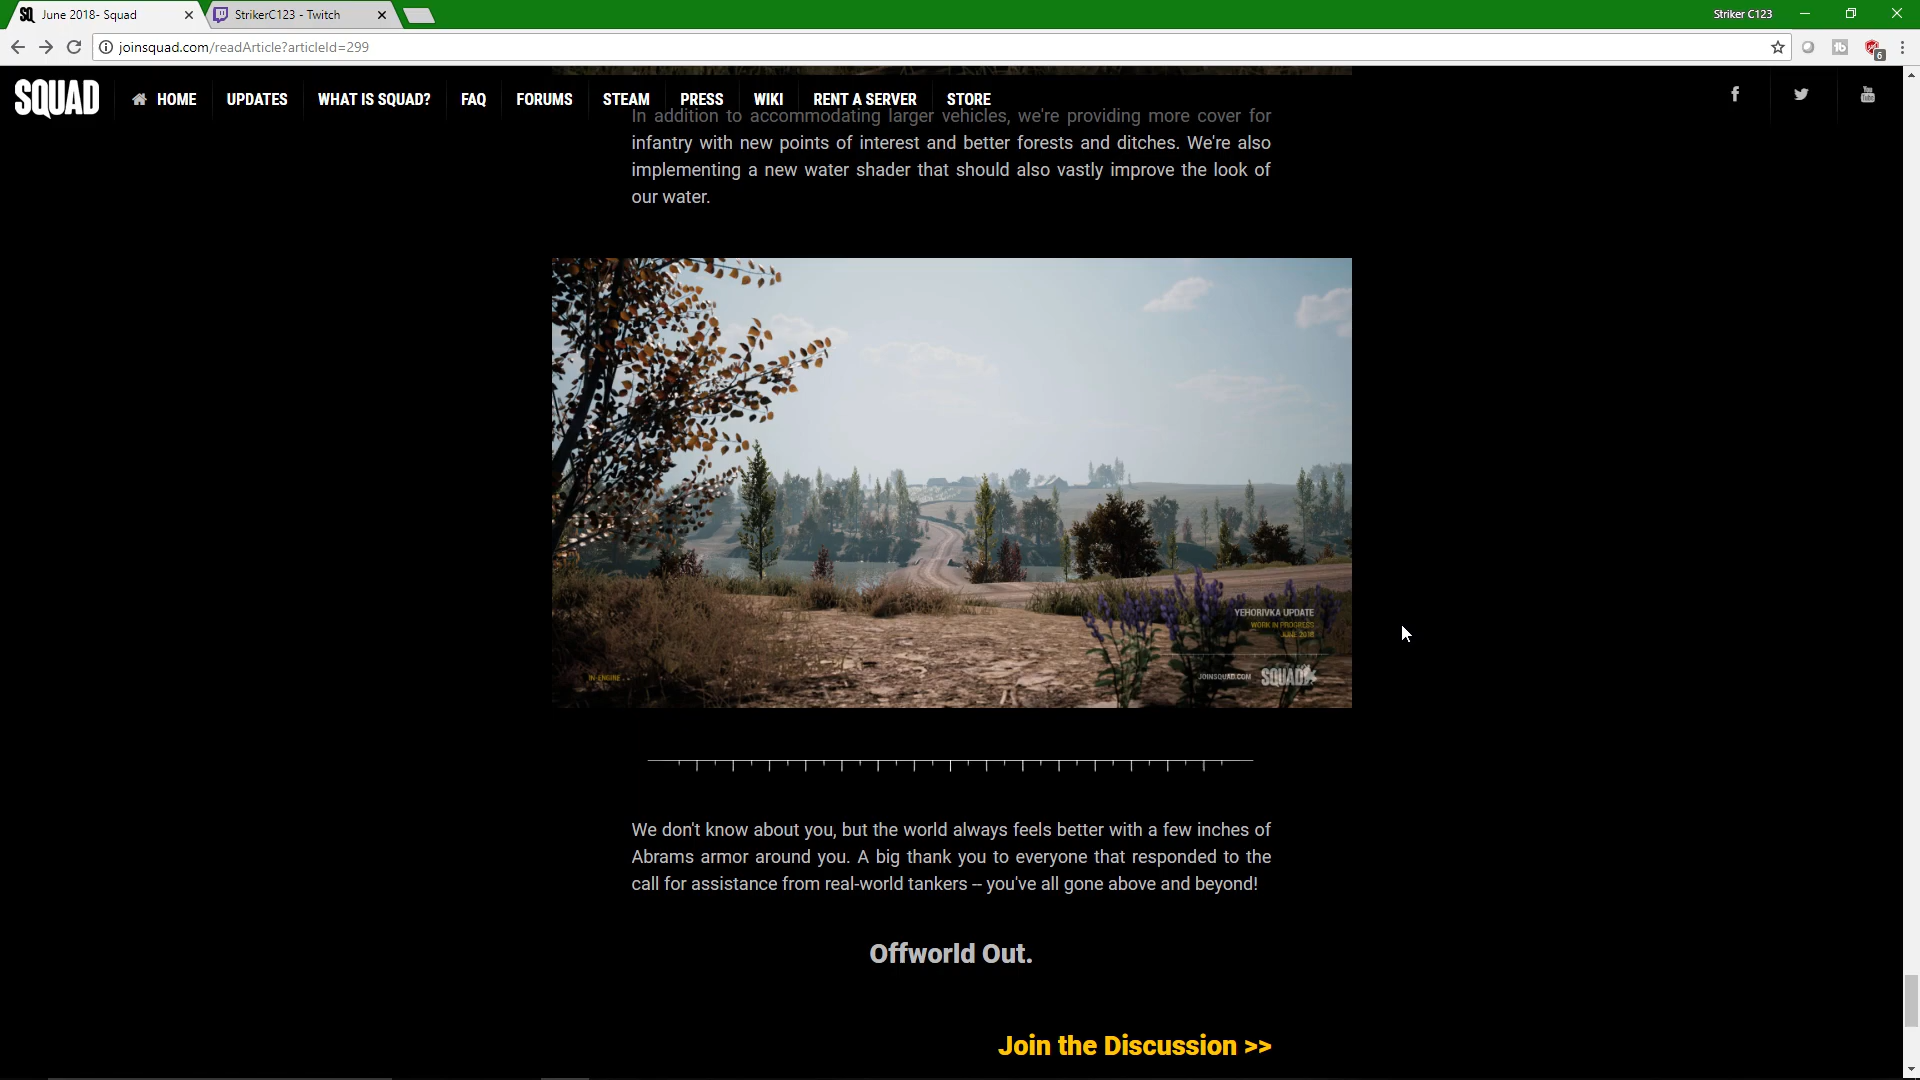 June 2018- Squad
StrikerC123 - Twitch
Striker C123
joinsquad.com/readArticle?articleId=299
6
SQUAD
HOME
UPDATES
WHAT IS SQUAD?
FAQ
FORUMS
STEAM
PRESS
WIKI
RENT A SERVER
STORE
In addition to accommodating larger vehicles, we're providing more cover for
infantry with new points of interest and better forests and ditches. We're also
implementing a new water shader that should also vastly improve the look of
our water.
YEHORIVKA UPDATE
WORK IN PROGRESS
JUNE 2018
IN-ENGINE
JOINSQUAD.COM
SQUAD
We don't know about you, but the world always feels better with a few inches of
Abrams armor around you. A big thank you to everyone that responded to the
call for assistance from real-world tankers -- you've all gone above and beyond!
Offworld Out.
Join the Discussion >>